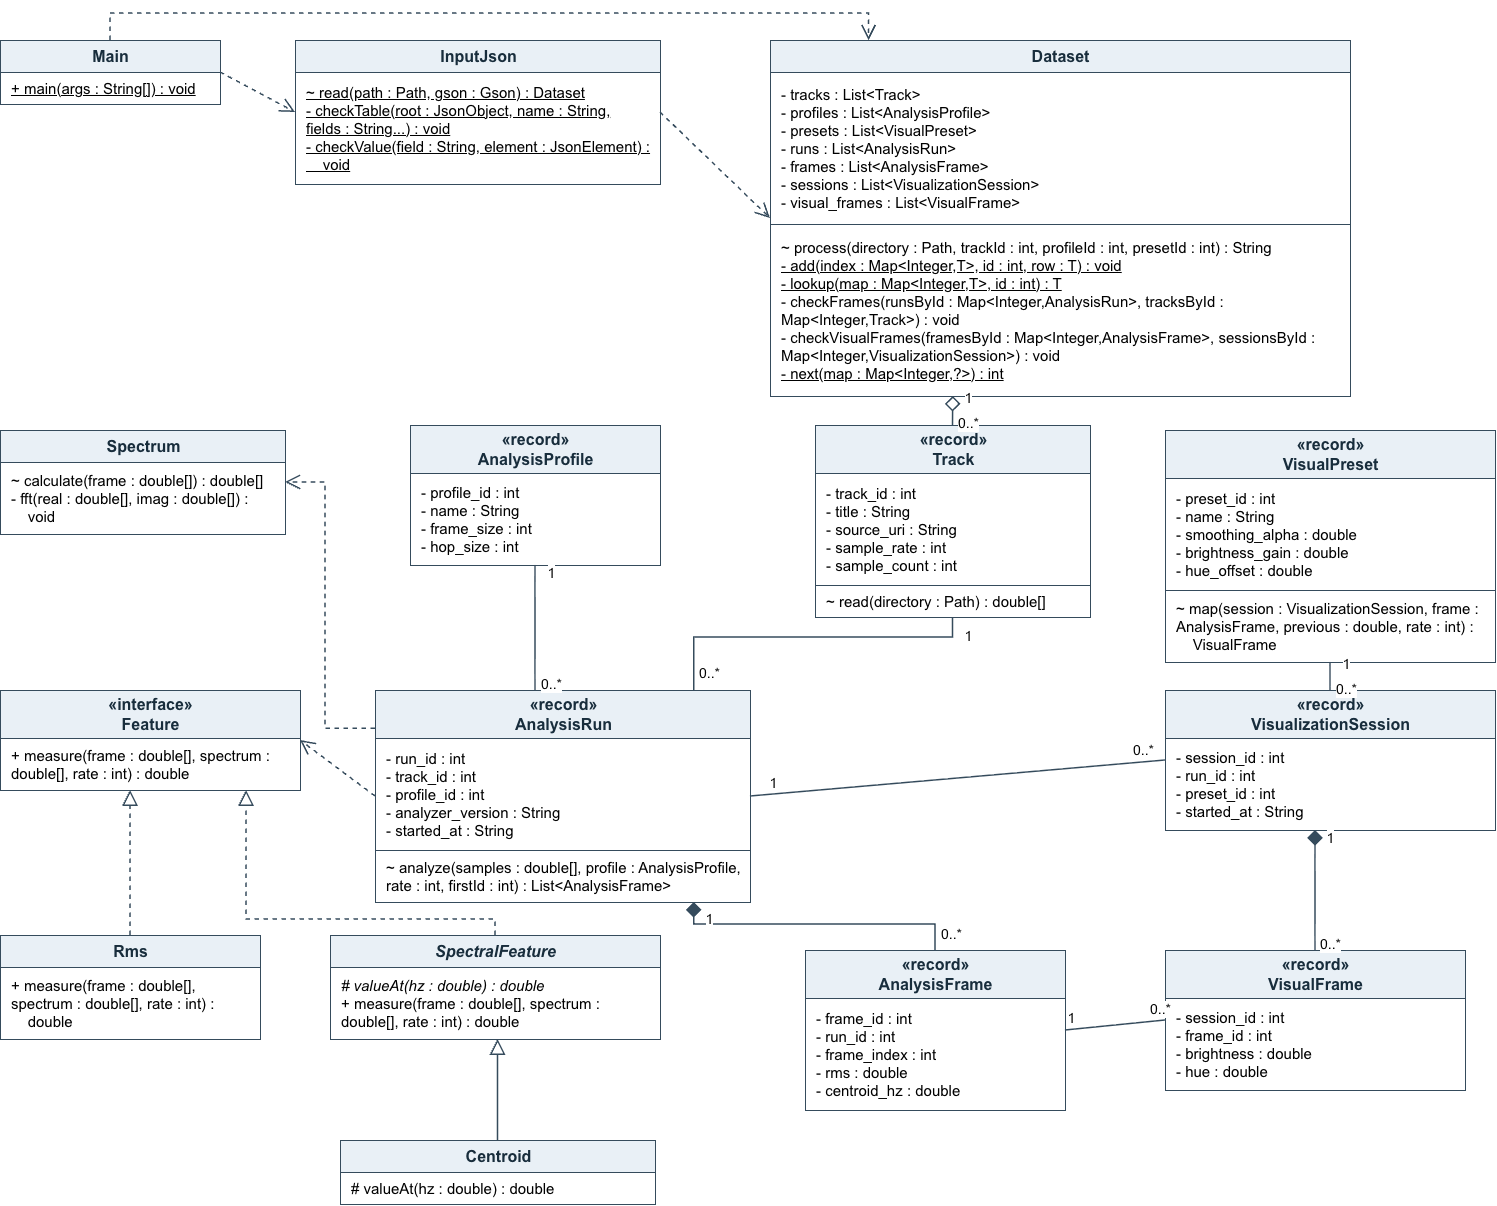 Main
+ main(args : String[]) : void
InputJson
~ read(path : Path, gson : Gson) : Dataset
- checkTable(root : JsonObject, name : String,
fields : String...) : void
- checkValue(field : String, element : JsonElement) :
void
Dataset
- tracks : List<Track>
- profiles : List<AnalysisProfile>
- presets : List<VisualPreset>
- runs : List<AnalysisRun>
- frames : List<AnalysisFrame>
- sessions : List<VisualizationSession>
- visual_frames : List<VisualFrame>
~ process(directory : Path, trackId : int, profileId : int, presetId : int) : String
- add(index : Map<Integer,T>, id : int, row : T) : void
- lookup(map : Map<Integer,T>, id : int) : T
- checkFrames(runsById : Map<Integer,AnalysisRun>, tracksById :
Map<Integer,Track>) : void
- checkVisualFrames(framesById : Map<Integer,AnalysisFrame>, sessionsById :
Map<Integer,VisualizationSession>) : void
- next(map : Map<Integer,?>) : int
1
0..*
Spectrum
~ calculate(frame : double[]) : double[]
- fft(real : double[], imag : double[]) :
void
«record»
AnalysisProfile
- profile_id : int
- name : String
- frame_size : int
- hop_size : int
1
0..*
«record»
Track
- track_id : int
- title : String
- source_uri : String
- sample_rate : int
- sample_count : int
~ read(directory : Path) : double[]
1
0..*
«record»
VisualPreset
- preset_id : int
- name : String
- smoothing_alpha : double
- brightness_gain : double
- hue_offset : double
~ map(session : VisualizationSession, frame :
AnalysisFrame, previous : double, rate : int) :
VisualFrame
1
0..*
«interface»
Feature
+ measure(frame : double[], spectrum :
double[], rate : int) : double
«record»
AnalysisRun
- run_id : int
- track_id : int
- profile_id : int
- analyzer_version : String
- started_at : String
~ analyze(samples : double[], profile : AnalysisProfile,
rate : int, firstId : int) : List<AnalysisFrame>
1
0..*
«record»
VisualizationSession
- session_id : int
- run_id : int
- preset_id : int
- started_at : String
1
0..*
1
0..*
Rms
+ measure(frame : double[],
spectrum : double[], rate : int) :
double
SpectralFeature
# valueAt(hz : double) : double
+ measure(frame : double[], spectrum :
double[], rate : int) : double
«record»
AnalysisFrame
- frame_id : int
- run_id : int
- frame_index : int
- rms : double
- centroid_hz : double
1
0..*
«record»
VisualFrame
- session_id : int
- frame_id : int
- brightness : double
- hue : double
Centroid
# valueAt(hz : double) : double